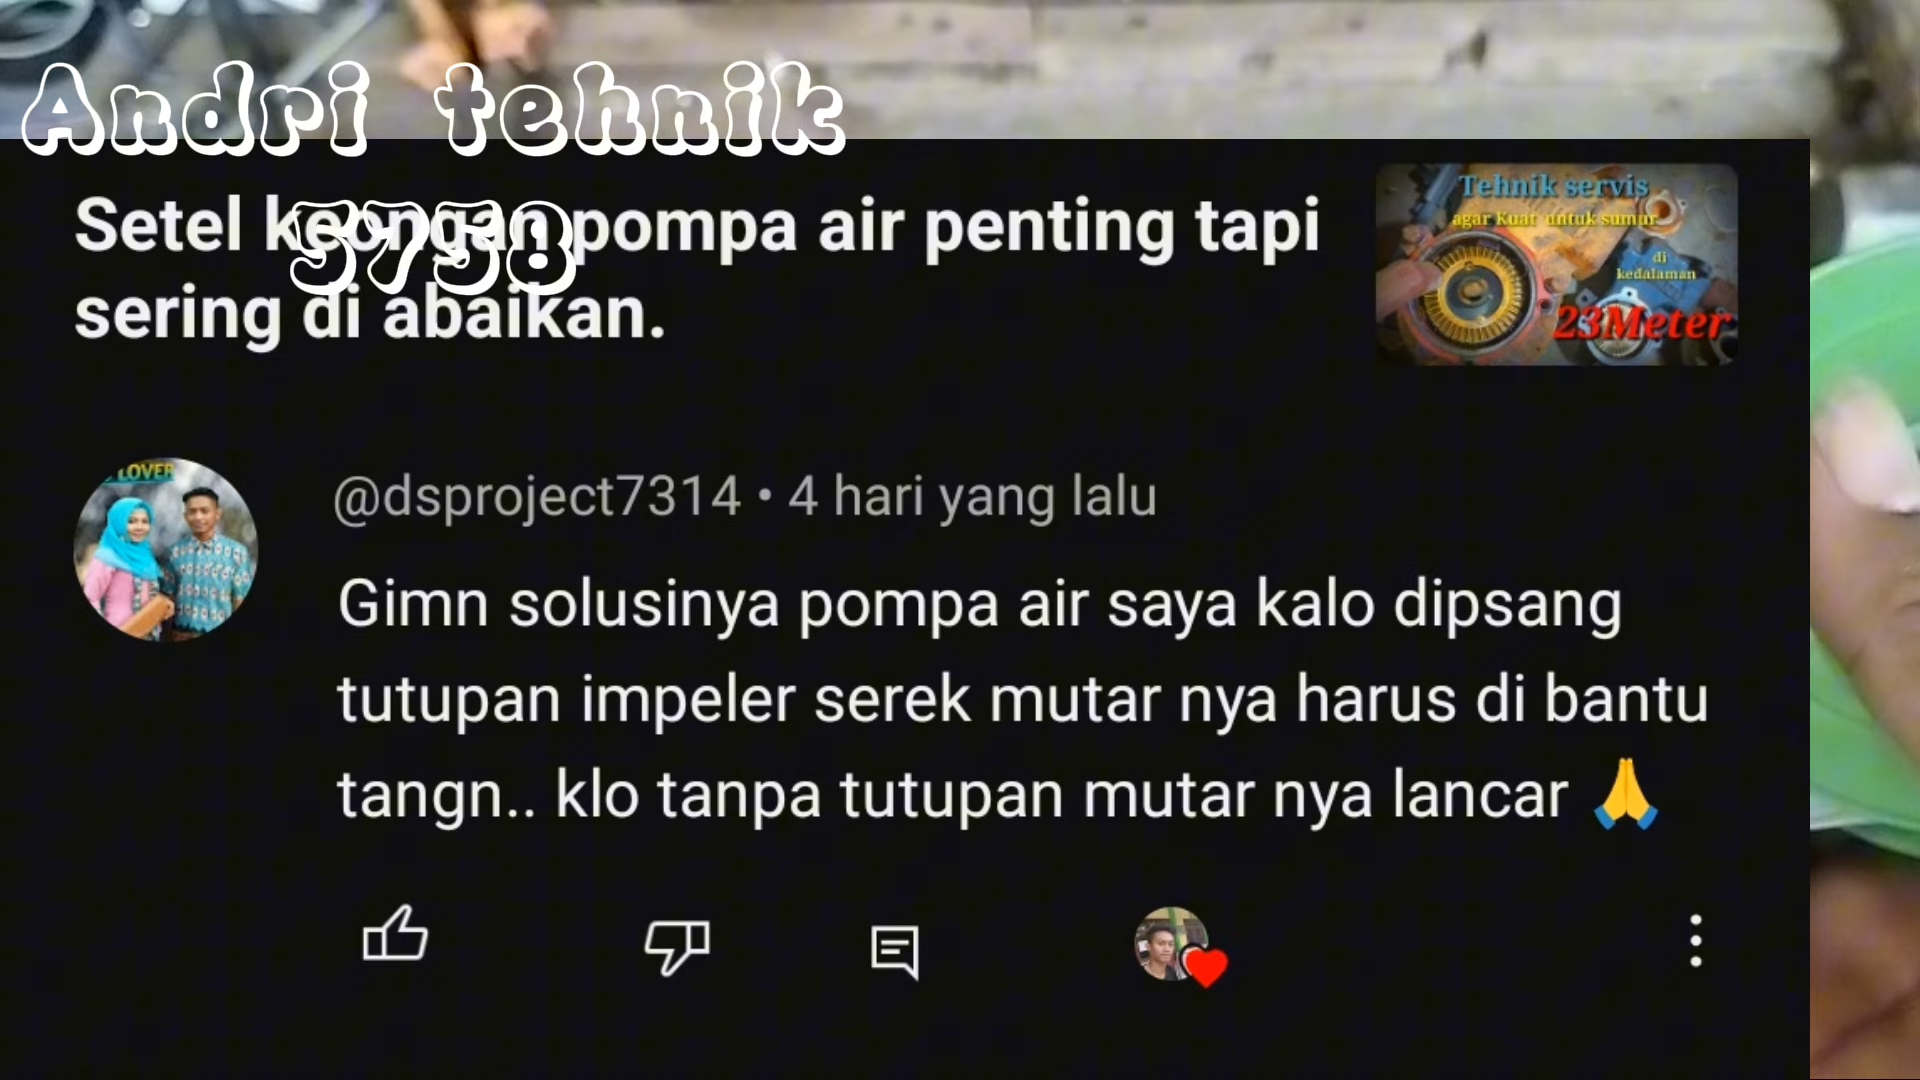 Andri tehnik
5758
Setel keongan pompa air penting tapi
sering di abaikan.
Tehnik servis
agar Kuat untuk sumur
di
kedalaman
23Meter
LOVER
@dsproject7314 • 4 hari yang lalu
Gimn solusinya pompa air saya kalo dipsang
tutupan impeler serek mutar nya harus di bantu
tangn.. klo tanpa tutupan mutar nya lancar 🙏